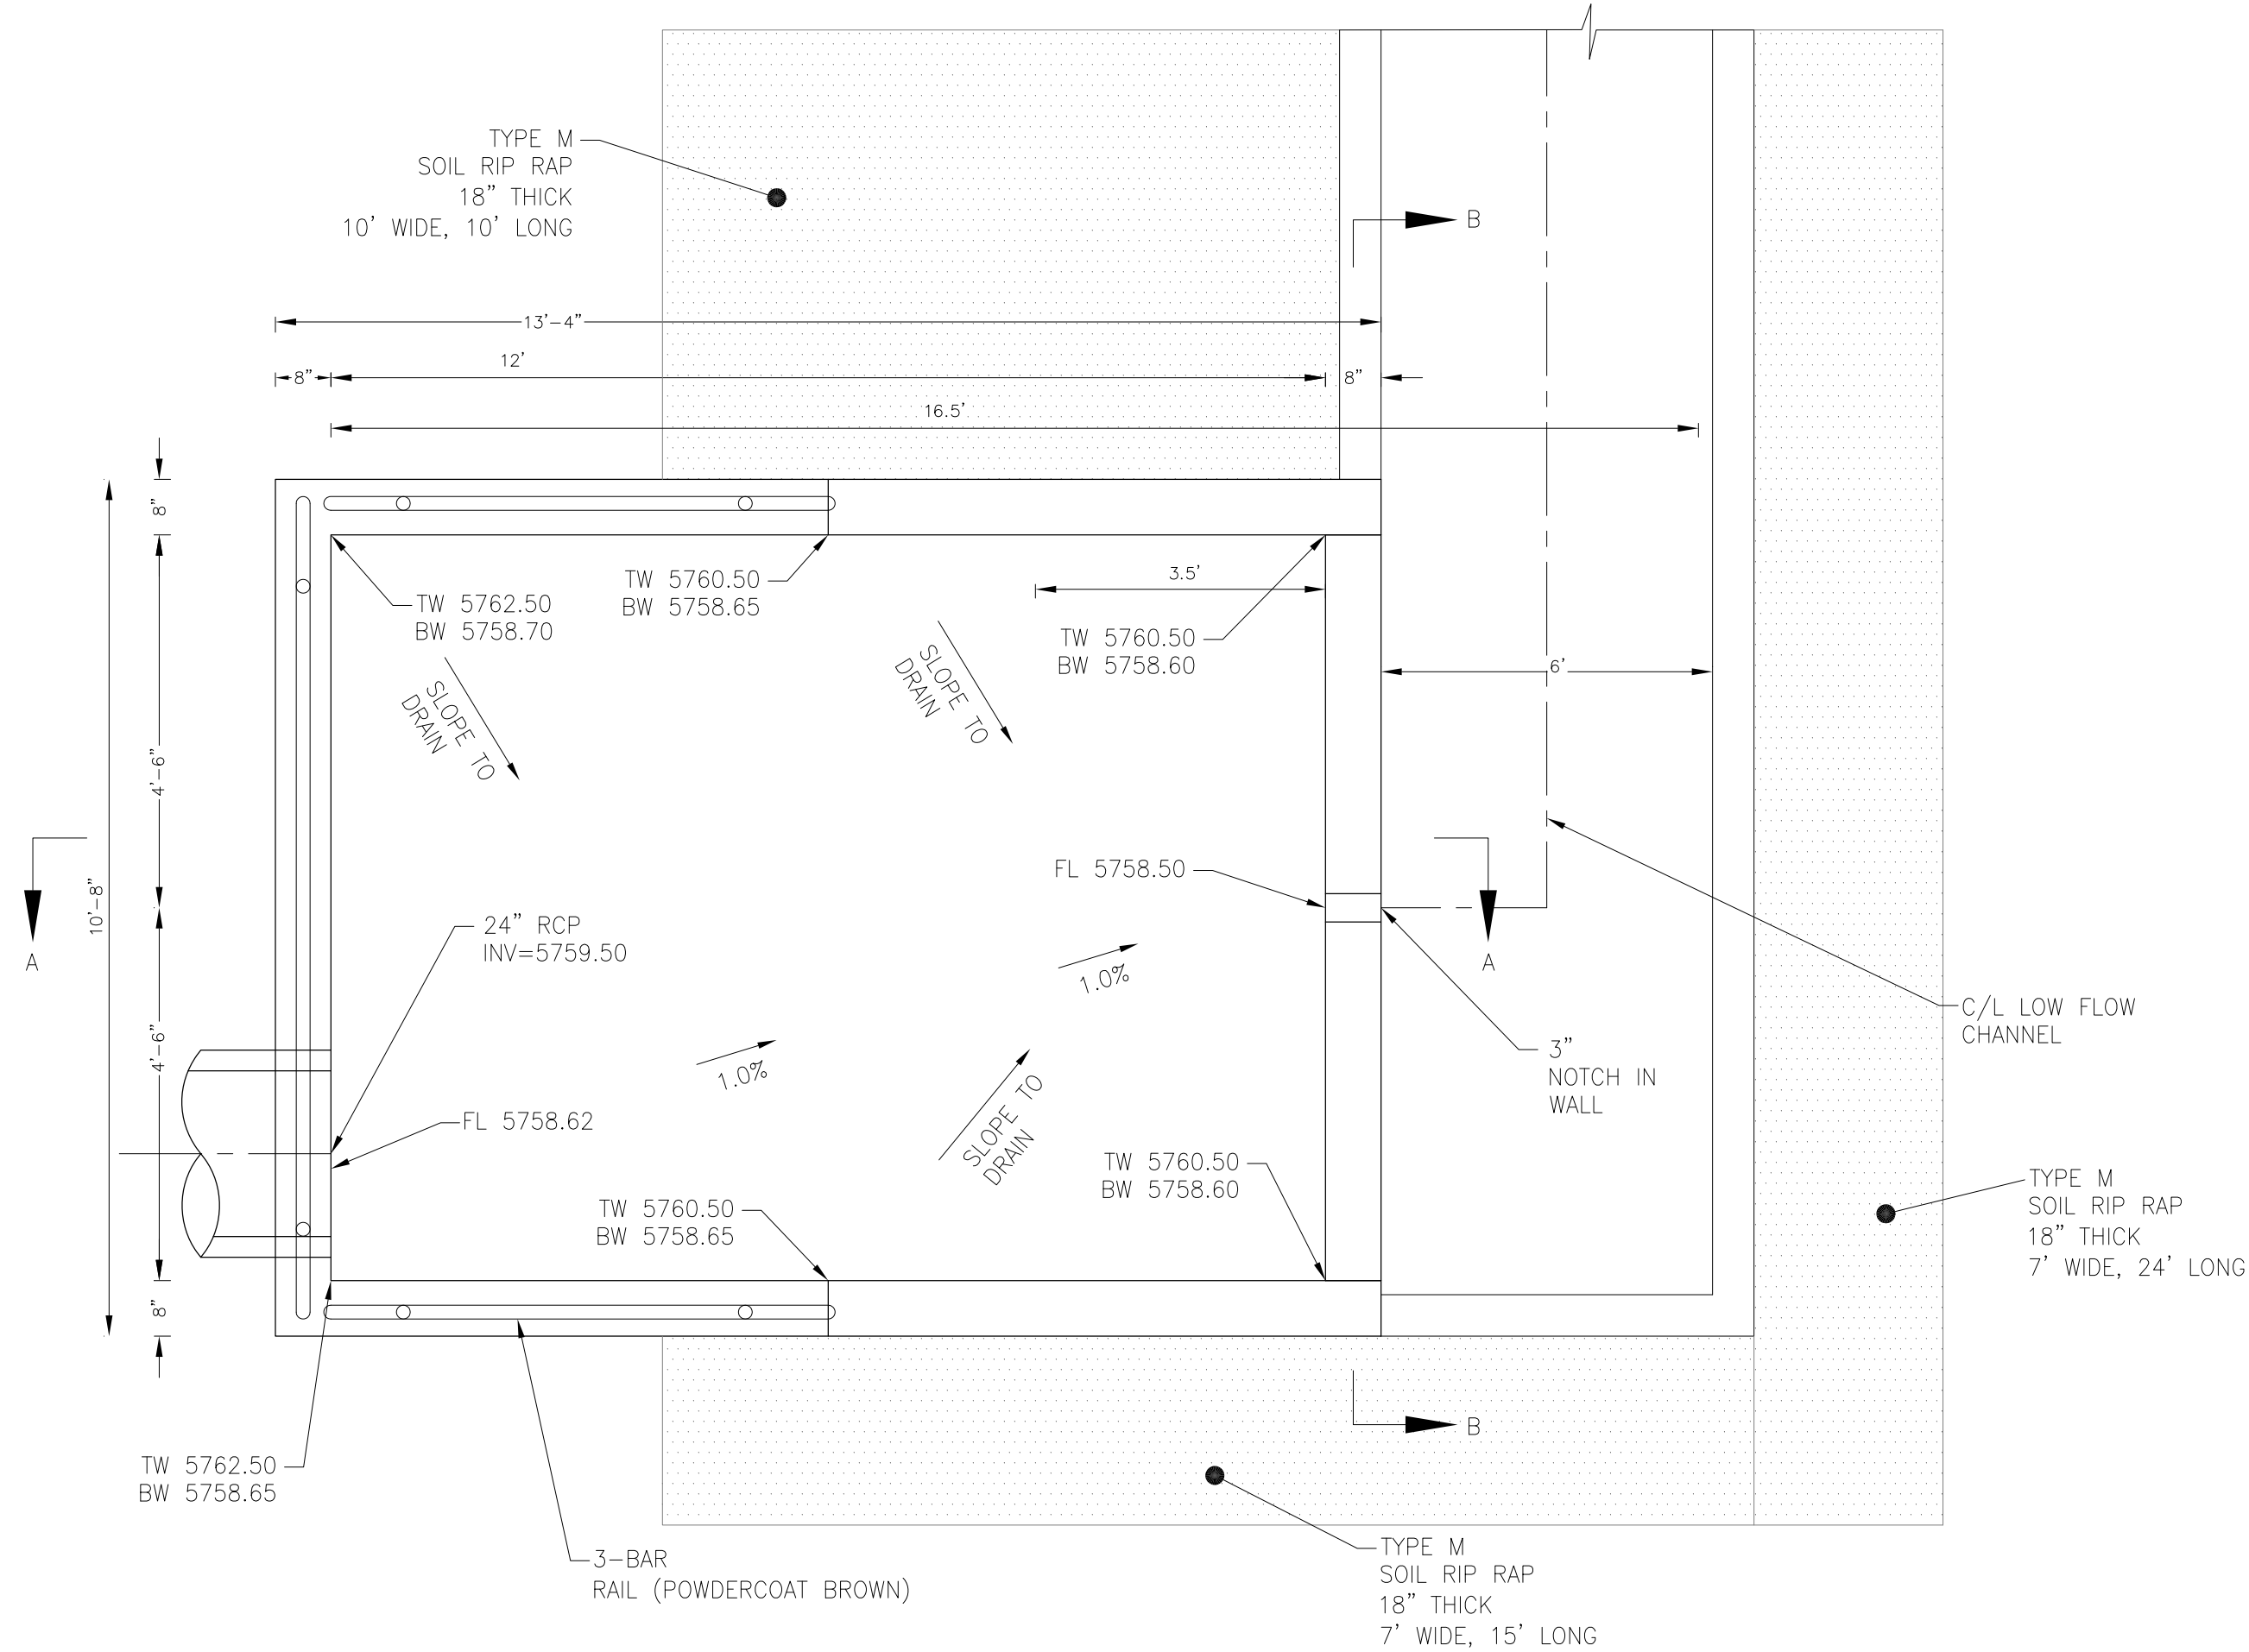 TYPE M
SOIL RIP RAP
18" THICK
10' WIDE, 10' LONG
B
13'-4"
12'
8"
8"
16.5'
8"
3.5'
TW 5760.50
BW 5758.65
TW 5762.50
BW 5758.70
TW 5760.50
BW 5758.60
6'
SLOPE TO
DRAIN
SLOPE TO
DRAIN
4'-6"
FL 5758.50
10'-8"
24" RCP
INV=5759.50
A
A
1.0%
C/L LOW FLOW
CHANNEL
4'-6"
3"
NOTCH IN
WALL
1.0%
FL 5758.62
SLOPE TO
DRAIN
TW 5760.50
BW 5758.60
TYPE M
SOIL RIP RAP
18" THICK
7' WIDE, 24' LONG
TW 5760.50
BW 5758.65
8"
B
TW 5762.50
BW 5758.65
3-BAR
RAIL (POWDERCOAT BROWN)
TYPE M
SOIL RIP RAP
18" THICK
7' WIDE, 15' LONG